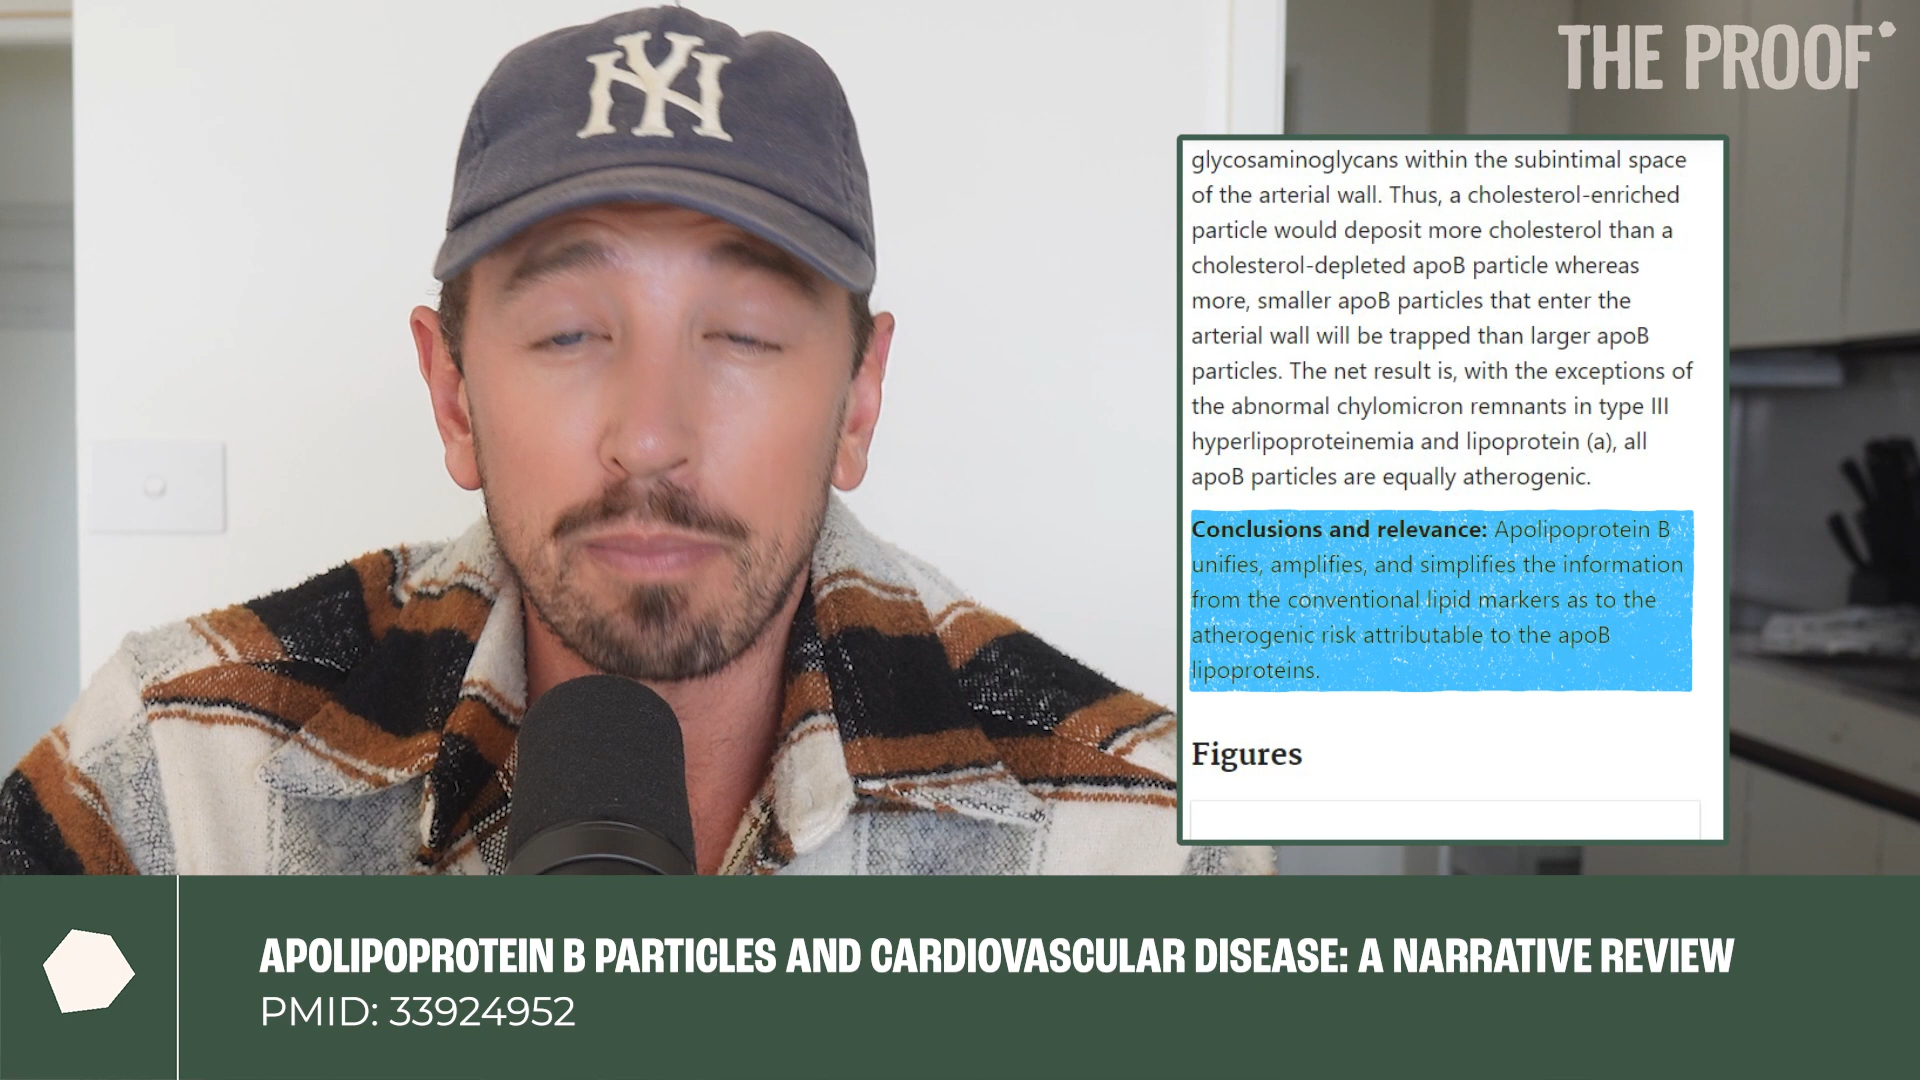 NY
THE PROOF
glycosaminoglycans within the subintimal space
of the arterial wall. Thus, a cholesterol-enriched
particle would deposit more cholesterol than a
cholesterol-depleted apoB particle whereas
more, smaller apoB particles that enter the
arterial wall will be trapped than larger apoB
particles. The net result is, with the exceptions of
the abnormal chylomicron remnants in type III
hyperlipoproteinemia and lipoprotein (a), all
apoB particles are equally atherogenic.
Conclusions and relevance: Apolipoprotein B
unifies, amplifies, and simplifies the information
from the conventional lipid markers as to the
atherogenic risk attributable to the apoB
lipoproteins.
Figures
APOLIPOPROTEIN B PARTICLES AND CARDIOVASCULAR DISEASE: A NARRATIVE REVIEW
PMID: 33924952